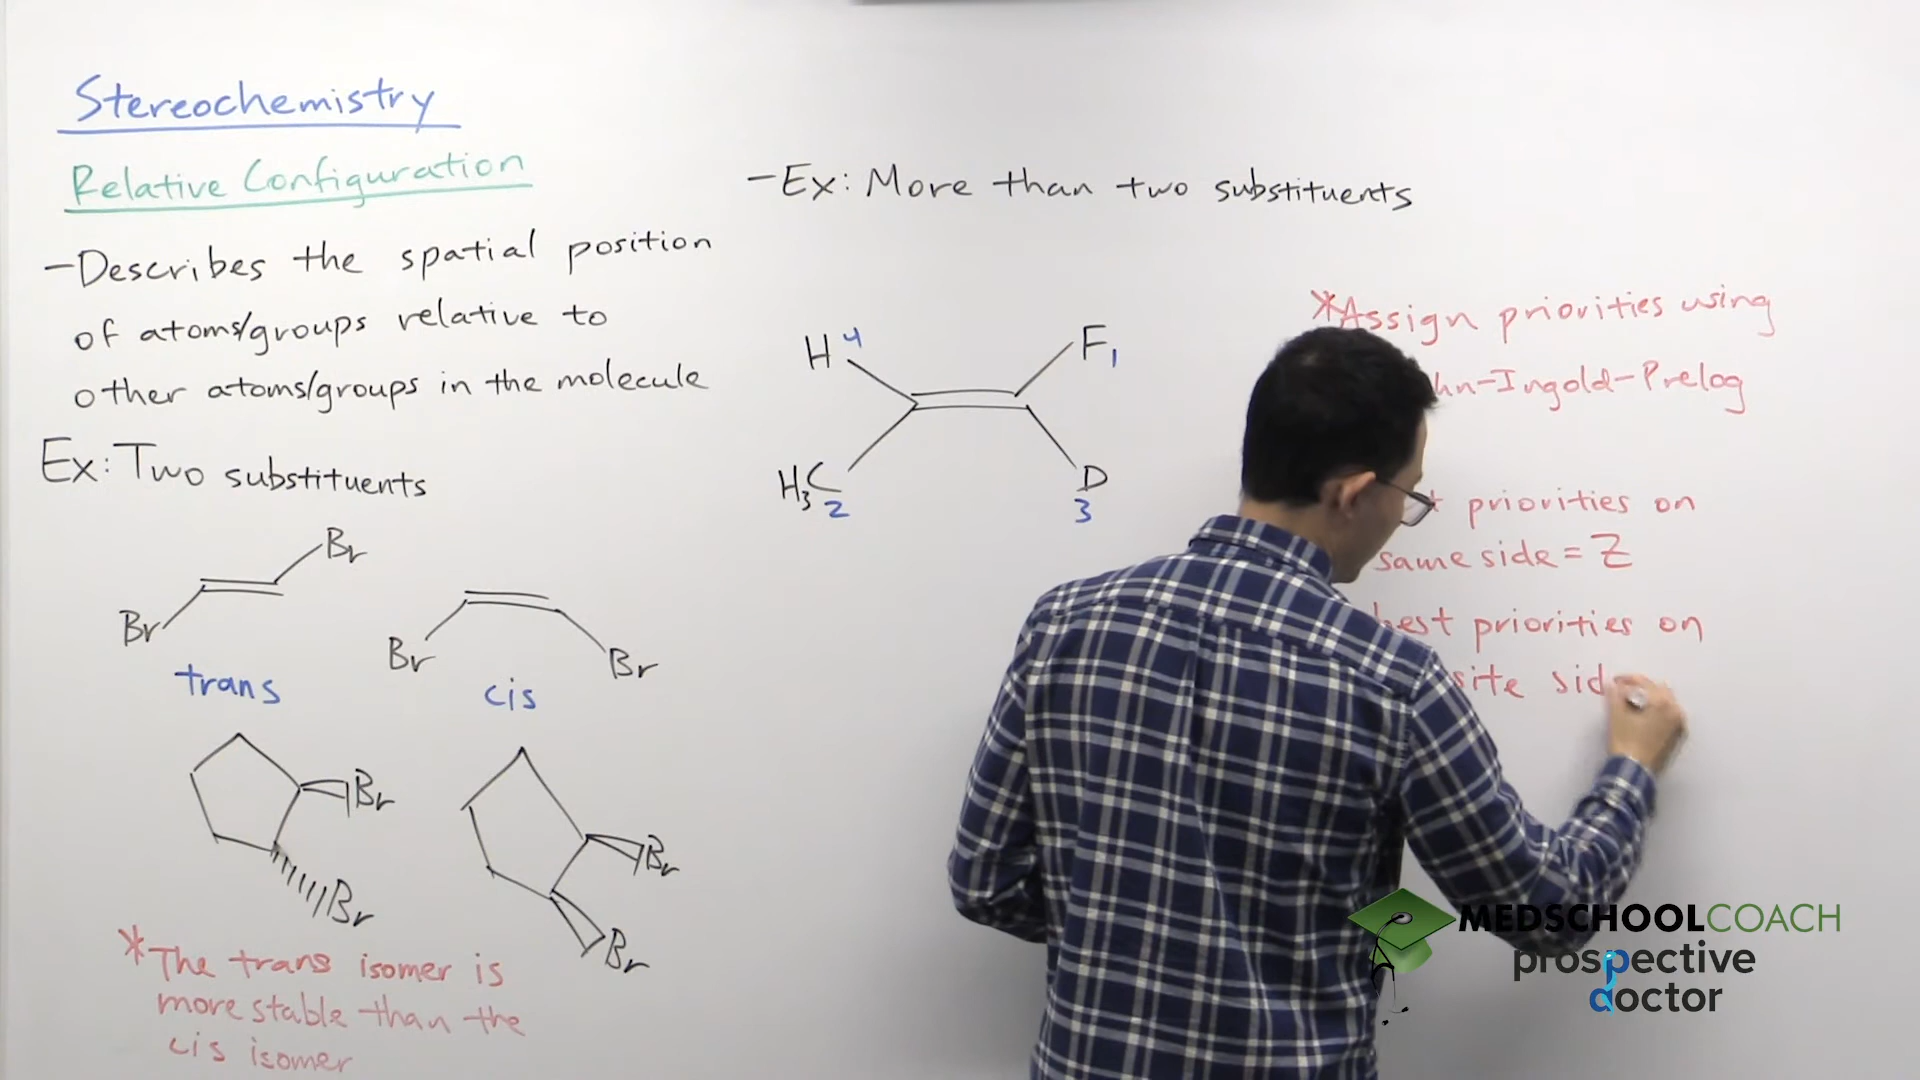 Stereochemistry
Relative Configuration
-Describes the spatial position
of atoms/groups relative to
other atoms/groups in the molecule
Ex: Two substituents
Br
Br
trans
Br
Br
cis
Br
Br
Br
Br
*The trans isomer is
more stable than the
cis isomer
-Ex: More than two substituents
H 4
F 1
H3C 2
D 3
*Assign priorities using
-Ingold-Prelog
priorities on
same side = Z
priorities on
MEDSCHOOLCOACH
prospective
doctor